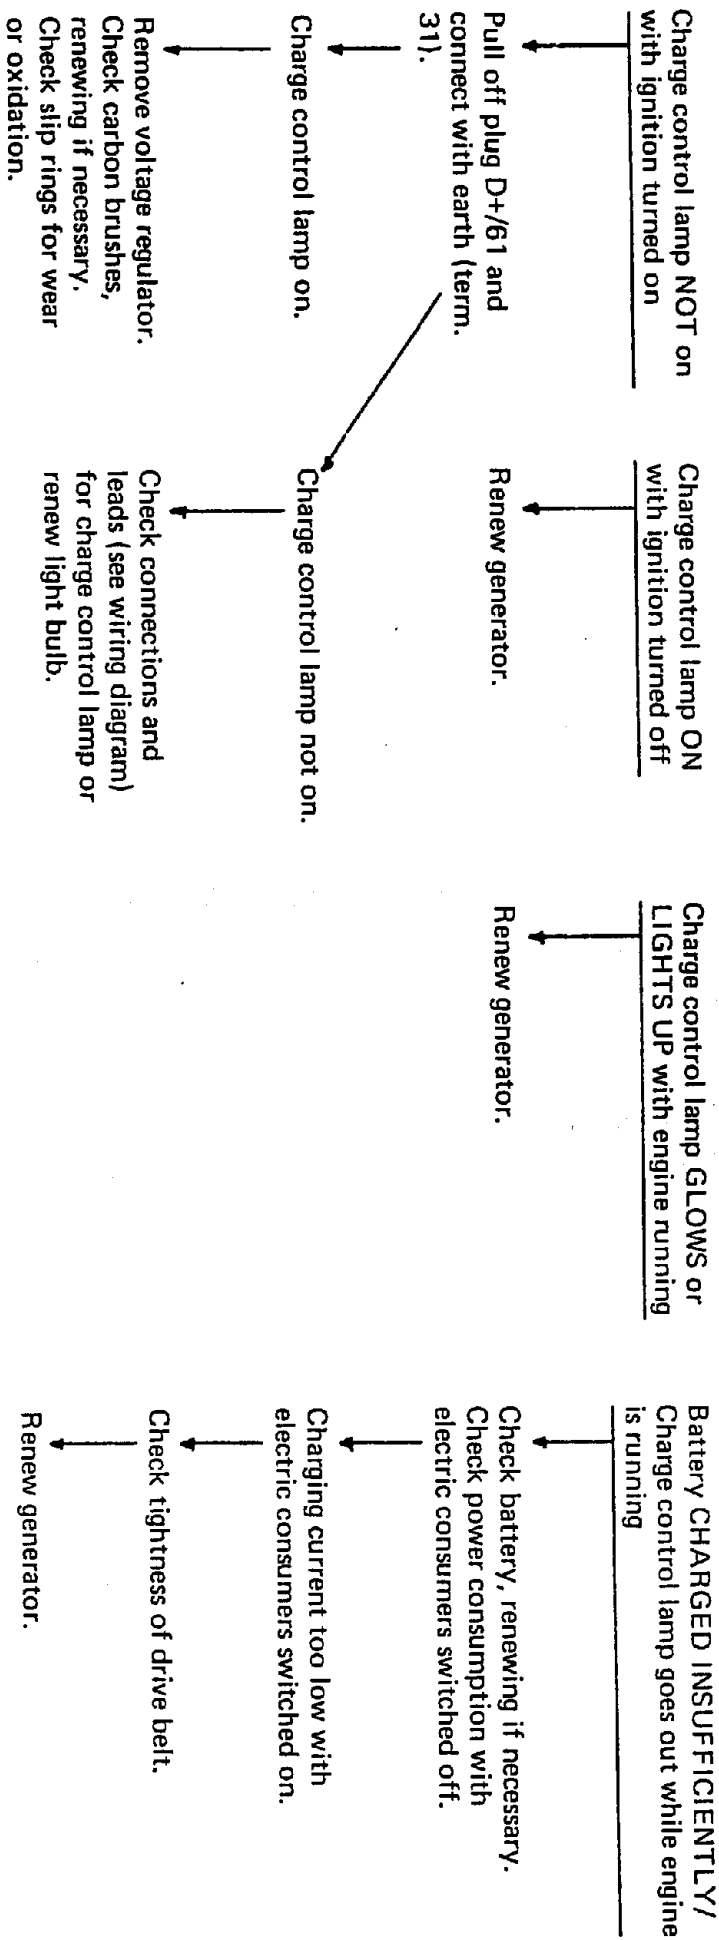 Charge control lamp NOT on
with ignition turned on
Pull off plug D+/61 and
connect with earth (term.
31).
Charge control lamp on.
Remove voltage regulator.
Check carbon brushes,
renewing if necessary.
Check slip rings for wear
or oxidation.
Charge control lamp ON
with ignition turned off
Renew generator.
Charge control lamp not on.
Check connections and
leads (see wiring diagram)
for charge control lamp or
renew light bulb.
Charge control lamp GLOWS or
LIGHTS UP with engine running
Renew generator.
Battery CHARGED INSUFFICIENTLY/
Charge control lamp goes out while engine
is running
Check battery, renewing if necessary.
Check power consumption with
electric consumers switched off.
Charging current too low with
electric consumers switched on.
Check tightness of drive belt.
Renew generator.